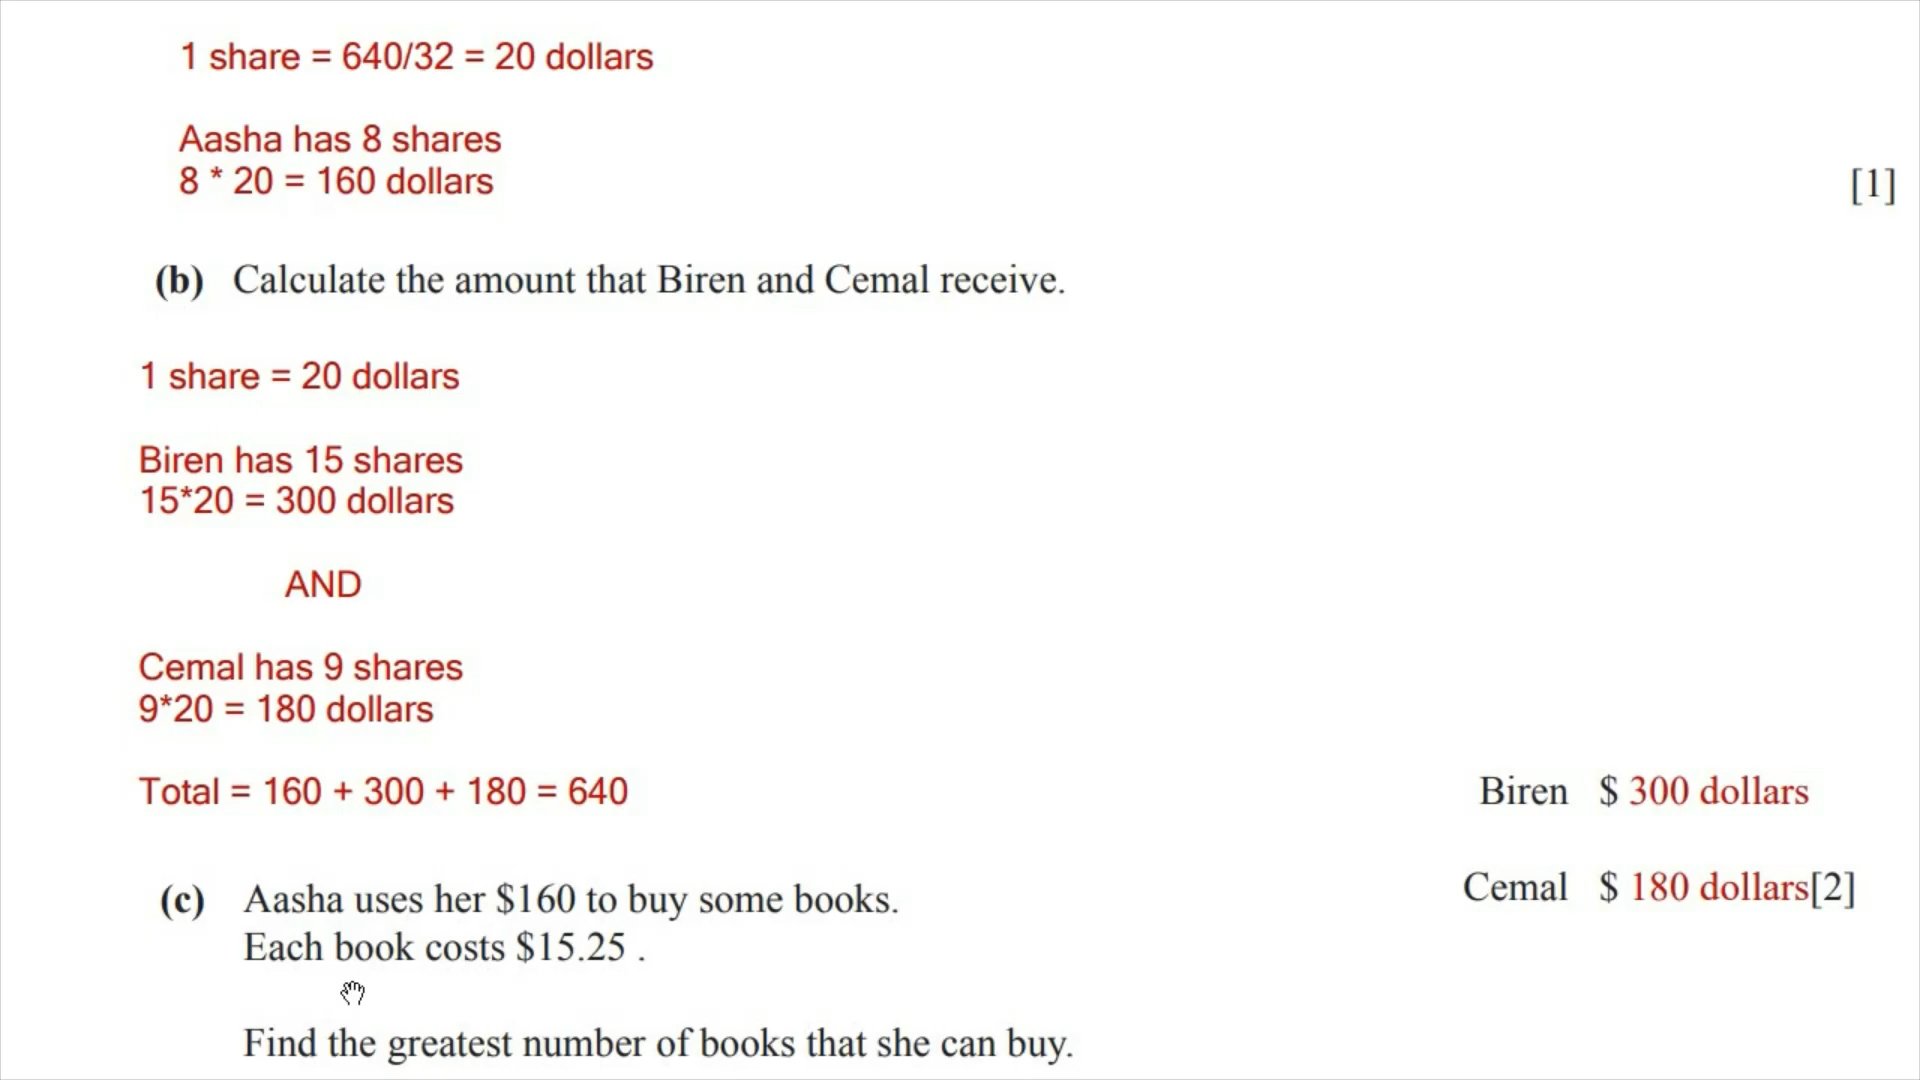 1 share = 640/32 = 20 dollars
Aasha has 8 shares
8 * 20 = 160 dollars
[1]
(b) Calculate the amount that Biren and Cemal receive.
1 share = 20 dollars
Biren has 15 shares
15*20 = 300 dollars
AND
Cemal has 9 shares
9*20 = 180 dollars
Total = 160 + 300 + 180 = 640
Biren $ 300 dollars
Cemal $ 180 dollars[2]
(c) Aasha uses her $160 to buy some books.
Each book costs $15.25 .
Find the greatest number of books that she can buy.